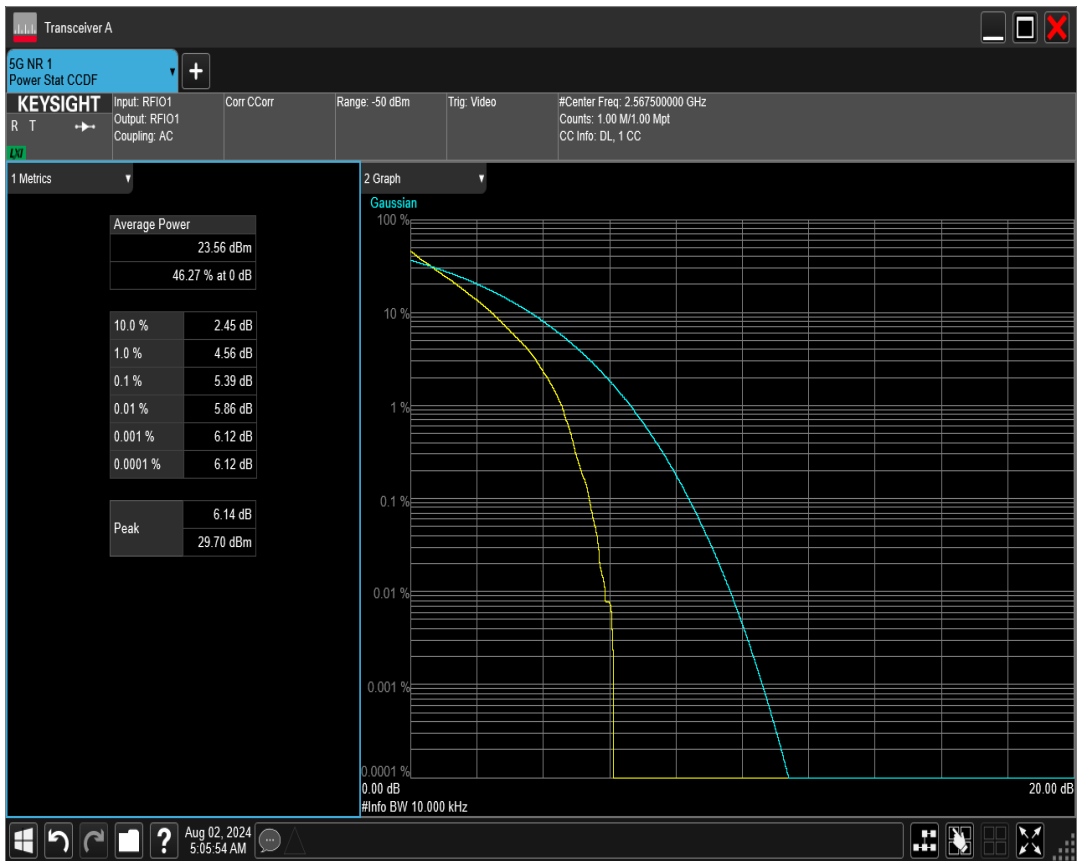 Transceiver A
5G NR 1
Power Stat CCDF
+
KEYSIGHT
R T
LXI
Input: RFIO1
Output: RFIO1
Coupling: AC
Corr CCorr
Range: -50 dBm
Trig: Video
#Center Freq: 2.567500000 GHz
Counts: 1.00 M/1.00 Mpt
CC Info: DL, 1 CC
1 Metrics
Average Power
23.56 dBm
46.27 % at 0 dB
10.0 % 2.45 dB
1.0 % 4.56 dB
0.1 % 5.39 dB
0.01 % 5.86 dB
0.001 % 6.12 dB
0.0001 % 6.12 dB
Peak 6.14 dB
29.70 dBm
2 Graph
Gaussian
100 %
10 %
1 %
0.1 %
0.01 %
0.001 %
0.0001 %
0.00 dB 20.00 dB
#Info BW 10.000 kHz
?
Aug 02, 2024
5:05:54 AM